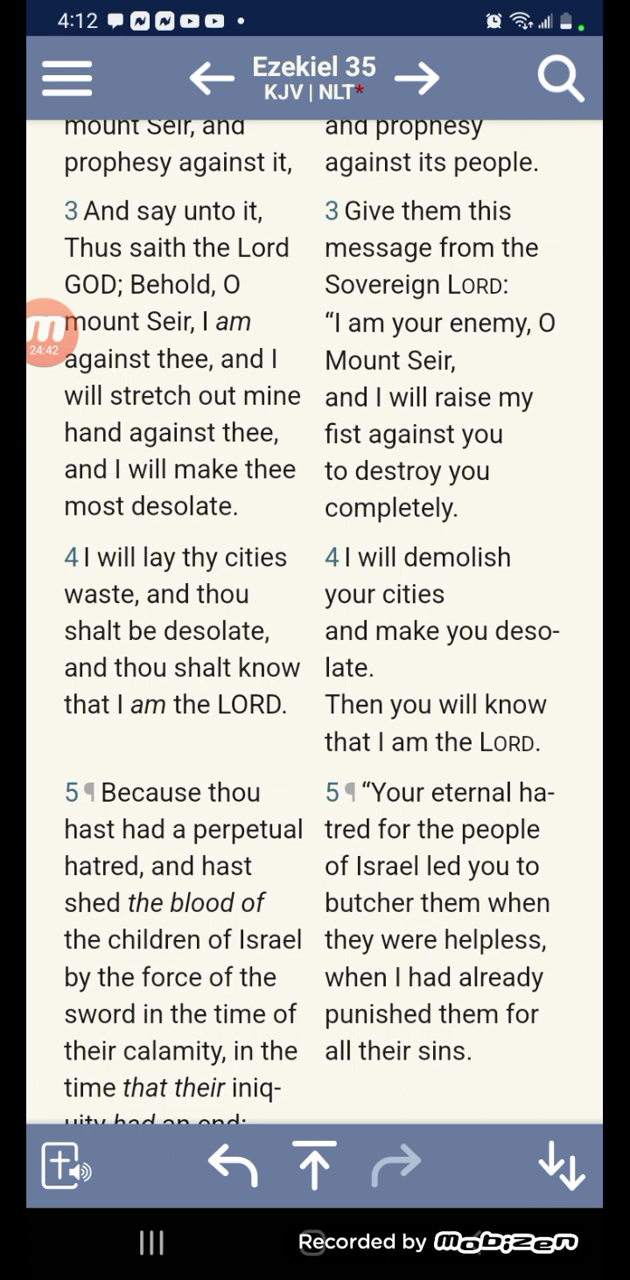 4:12
Ezekiel 35
KJV | NLT*
mount Seir, and
prophesy against it,
3 And say unto it,
Thus saith the Lord
GOD; Behold, O
mount Seir, I am
against thee, and I
will stretch out mine
hand against thee,
and I will make thee
most desolate.
4 I will lay thy cities
waste, and thou
shalt be desolate,
and thou shalt know
that I am the LORD.
5 ¶ Because thou
hast had a perpetual
hatred, and hast
shed the blood of
the children of Israel
by the force of the
sword in the time of
their calamity, in the
time that their iniq-
uity had an end:
and prophesy
against its people.
3 Give them this
message from the
Sovereign LORD:
“I am your enemy, O
Mount Seir,
and I will raise my
fist against you
to destroy you
completely.
4 I will demolish
your cities
and make you deso-
late.
Then you will know
that I am the LORD.
5 ¶ “Your eternal ha-
tred for the people
of Israel led you to
butcher them when
they were helpless,
when I had already
punished them for
all their sins.
24:42
Recorded by mobizen